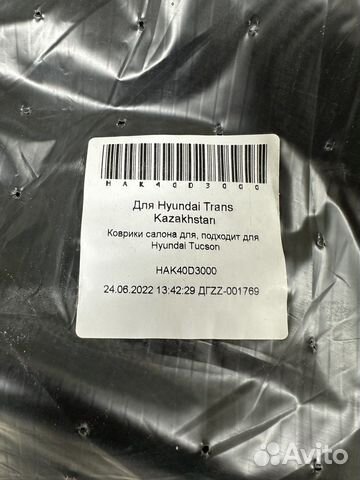 HAK40D3000
Для Hyundai Trans
Kazakhstan
Коврики салона для, подходит для
Hyundai Tucson
HAK40D3000
24.06.2022 13:42:29 ДГZZ-001769
Avito